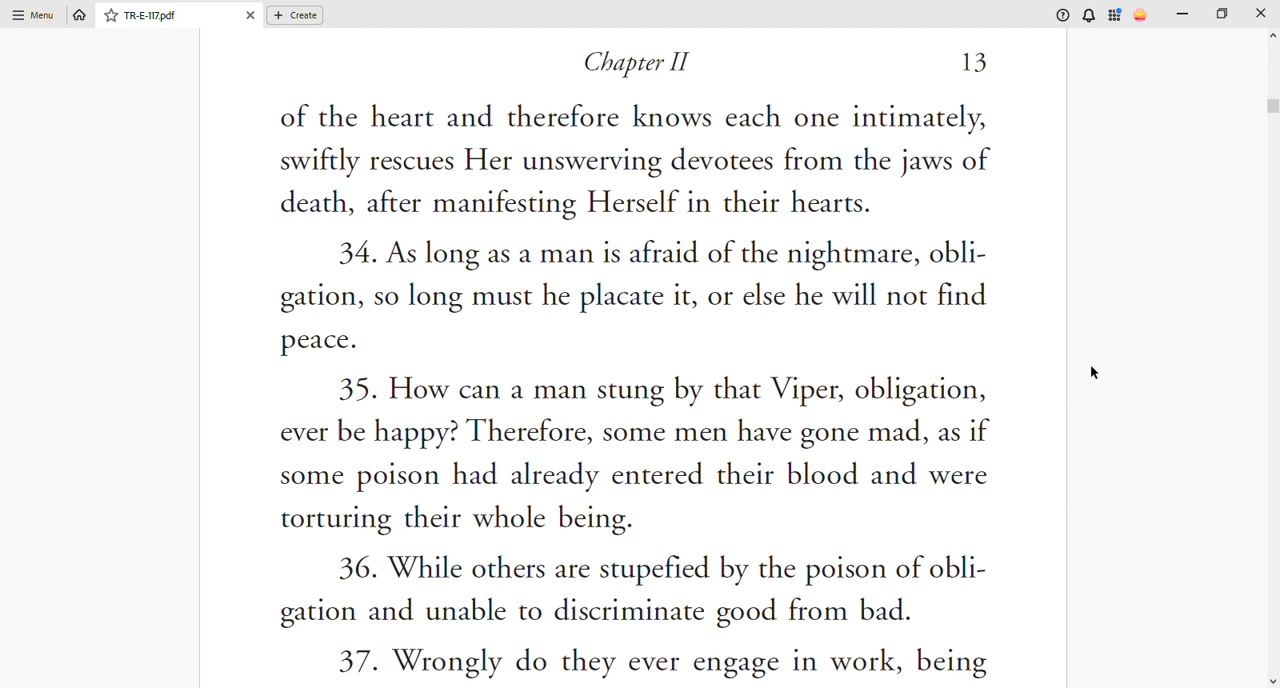 Menu TR-E-117.pdf + Create
Chapter II 13
of the heart and therefore knows each one intimately,
swiftly rescues Her unswerving devotees from the jaws of
death, after manifesting Herself in their hearts.
34. As long as a man is afraid of the nightmare, obli-
gation, so long must he placate it, or else he will not find
peace.
35. How can a man stung by that Viper, obligation,
ever be happy? Therefore, some men have gone mad, as if
some poison had already entered their blood and were
torturing their whole being.
36. While others are stupefied by the poison of obli-
gation and unable to discriminate good from bad.
37. Wrongly do they ever engage in work, being